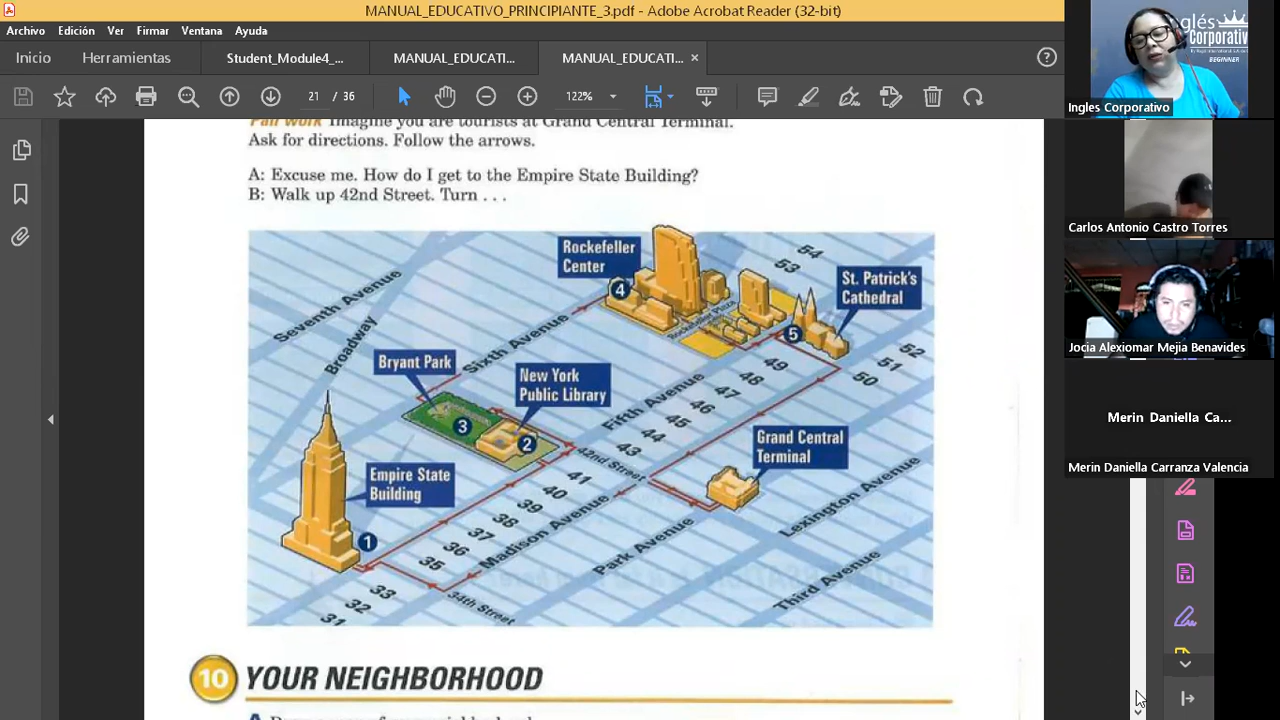 MANUAL_EDUCATIVO_PRINCIPIANTE_3.pdf - Adobe Acrobat Reader (32-bit)
Archivo Edición Ver Firmar Ventana Ayuda
Inicio Herramientas Student_Module4_... MANUAL_EDUCATI... MANUAL_EDUCATI... ×
21 / 36 122%
Pair work Imagine you are tourists at Grand Central Terminal.
Ask for directions. Follow the arrows.
A: Excuse me. How do I get to the Empire State Building?
B: Walk up 42nd Street. Turn . . .
Rockefeller
Center
4
54
53
St. Patrick's
Cathedral
5
Seventh Avenue
Broadway
Sixth Avenue
Rockefeller Plaza
52
51
50
49
48
47
46
45
44
43
Bryant Park
3
New York
Public Library
2
Fifth Avenue
42nd Street
Grand Central
Terminal
Empire State
Building
1
41
40
39
38
37
36
35
Madison Avenue
Park Avenue
Lexington Avenue
Third Avenue
34th Street
33
32
31
10 YOUR NEIGHBORHOOD
glés
Corporativo
BEGINNER
Ingles Corporativo
Carlos Antonio Castro Torres
Jocia Alexiomar Mejia Benavides
Merin Daniella Ca...
Merin Daniella Carranza Valencia